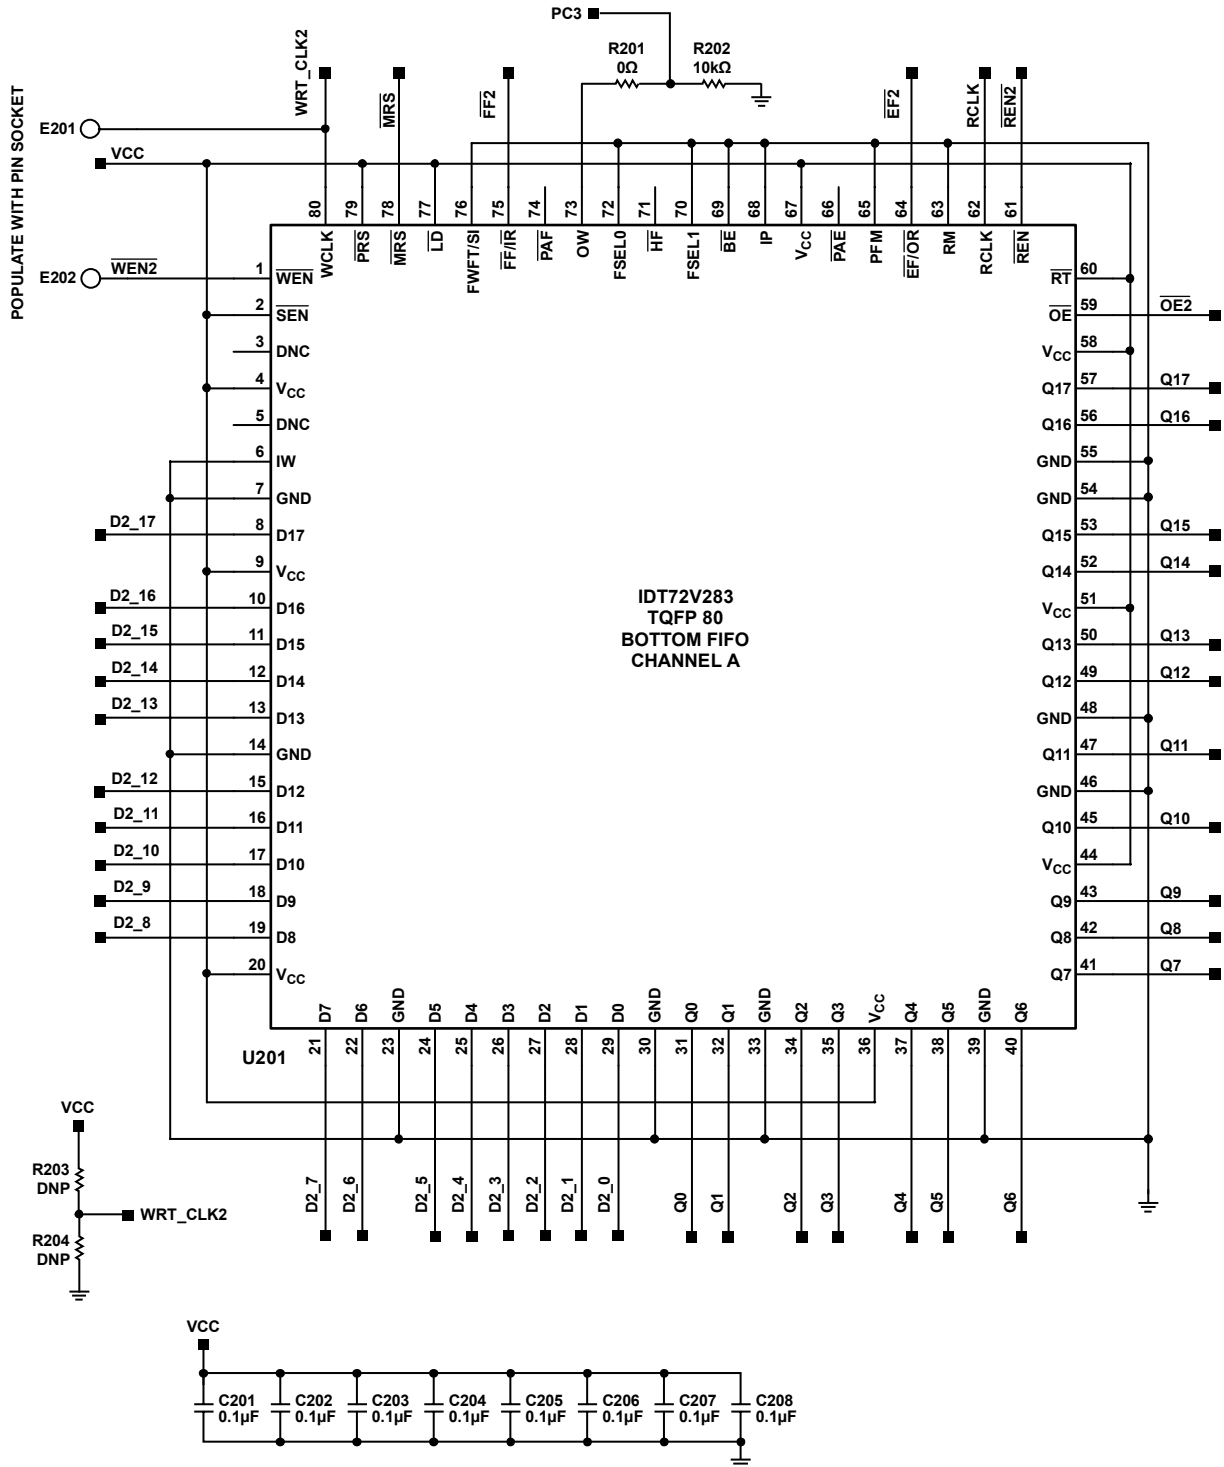 PC3
R201
0Ω
R202
10kΩ
WRT_CLK2
MRS
FF2
EF2
RCLK
REN2
POPULATE WITH PIN SOCKET
E201
VCC
E202
WEN2
80
79
78
77
76
75
74
73
72
71
70
69
68
67
66
65
64
63
62
61
WCLK
PRS
MRS
LD
FWFT/SI
FF/IR
PAF
OW
FSEL0
HF
FSEL1
BE
IP
VCC
PAE
PFM
EF/OR
RM
RCLK
REN
1 WEN
2 SEN
3 DNC
4 VCC
5 DNC
6 IW
7 GND
D2_17 8 D17
9 VCC
D2_16 10 D16
D2_15 11 D15
D2_14 12 D14
D2_13 13 D13
14 GND
D2_12 15 D12
D2_11 16 D11
D2_10 17 D10
D2_9 18 D9
D2_8 19 D8
20 VCC
IDT72V283
TQFP 80
BOTTOM FIFO
CHANNEL A
RT 60
OE 59 OE2
VCC 58
Q17 57 Q17
Q16 56 Q16
GND 55
GND 54
Q15 53 Q15
Q14 52 Q14
VCC 51
Q13 50 Q13
Q12 49 Q12
GND 48
Q11 47 Q11
GND 46
Q10 45 Q10
VCC 44
Q9 43 Q9
Q8 42 Q8
Q7 41 Q7
D7
D6
GND
D5
D4
D3
D2
D1
D0
GND
Q0
Q1
GND
Q2
Q3
VCC
Q4
Q5
GND
Q6
U201
21
22
23
24
25
26
27
28
29
30
31
32
33
34
35
36
37
38
39
40
D2_7
D2_6
D2_5
D2_4
D2_3
D2_2
D2_1
D2_0
Q0
Q1
Q2
Q3
Q4
Q5
Q6
VCC
R203
DNP
WRT_CLK2
R204
DNP
VCC
C201
0.1µF
C202
0.1µF
C203
0.1µF
C204
0.1µF
C205
0.1µF
C206
0.1µF
C207
0.1µF
C208
0.1µF